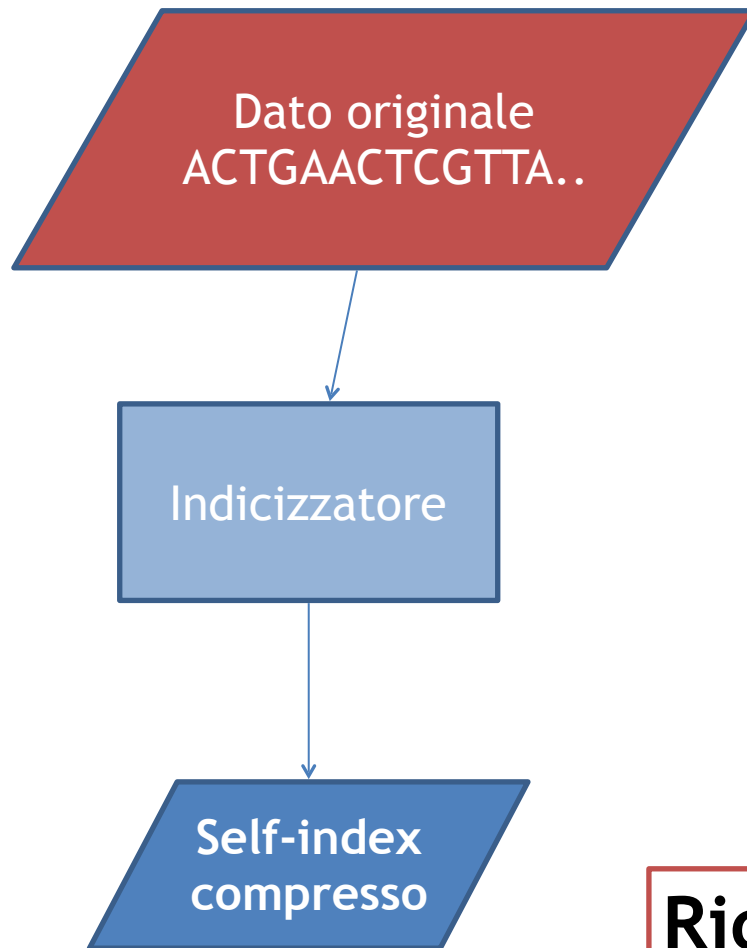 Dato originale
ACTGAACTCGTTA..
Indicizzatore
Self-index
compresso